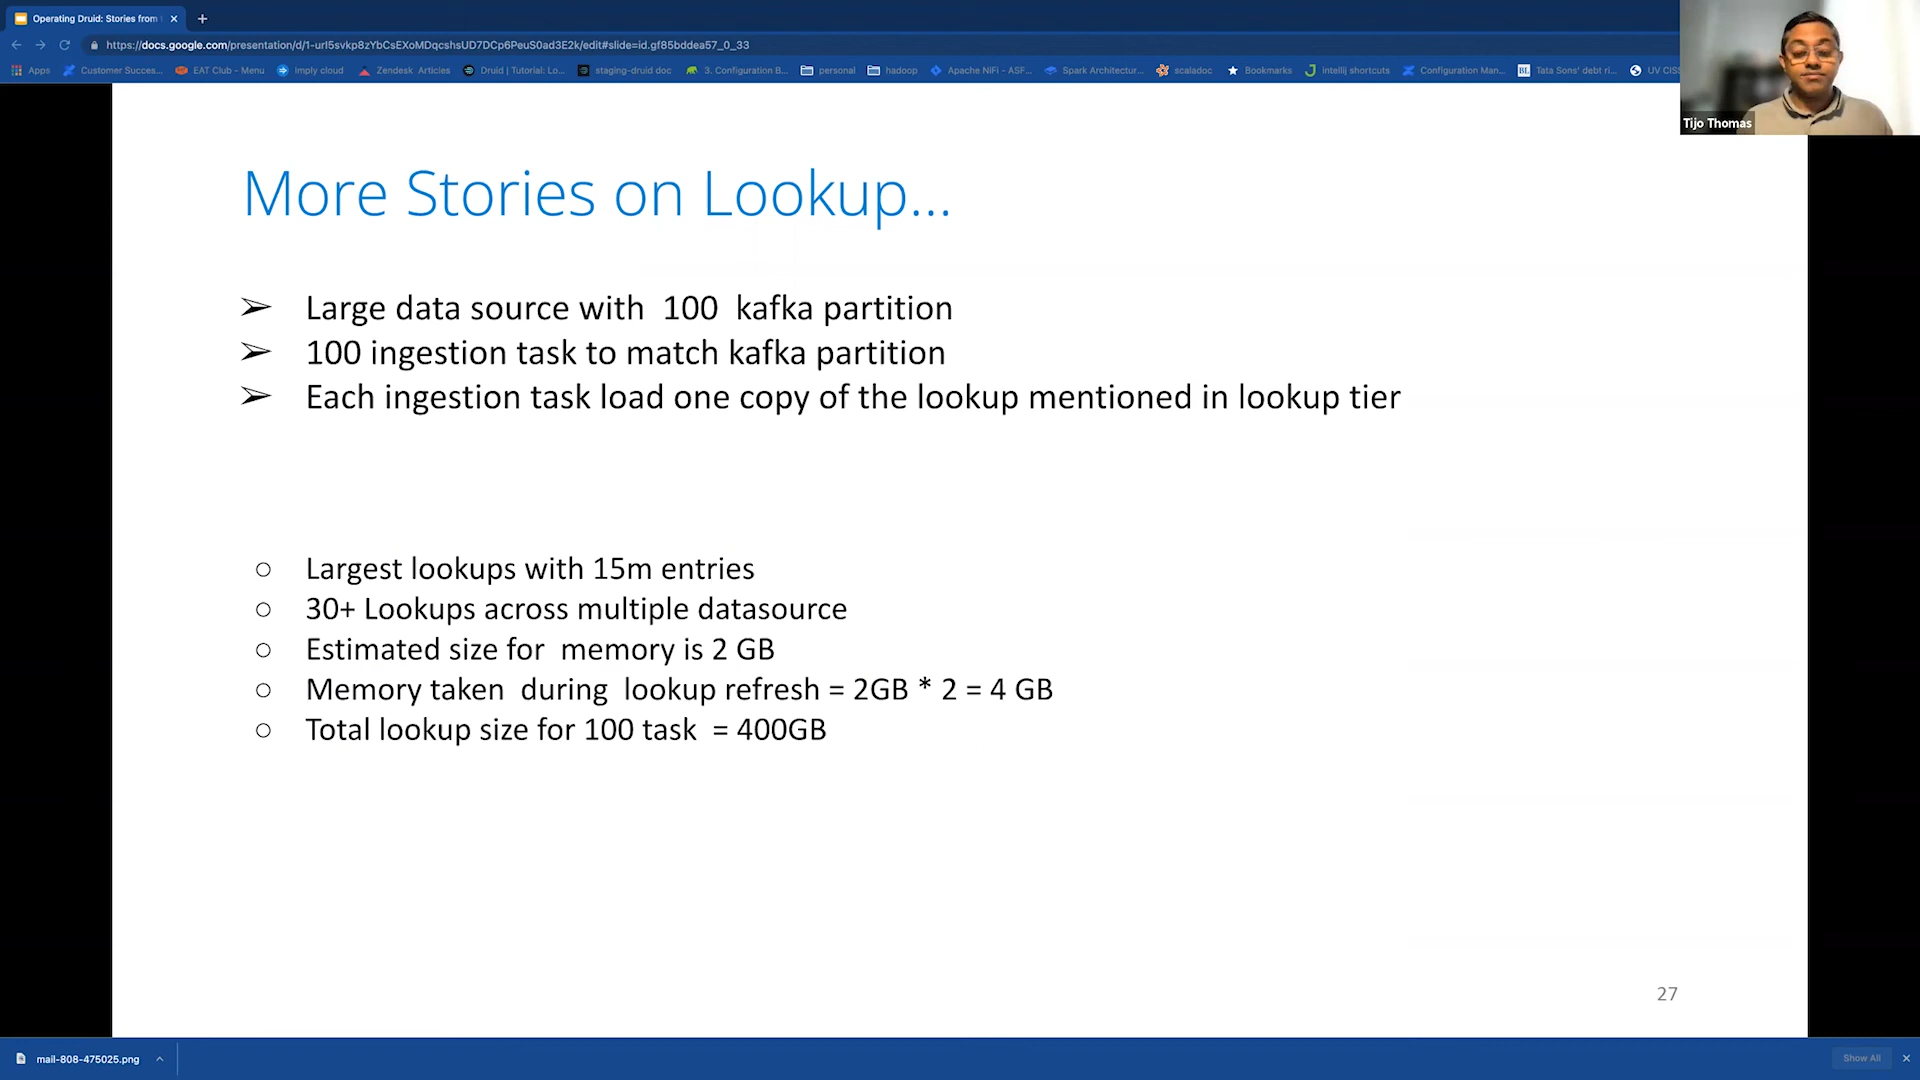 Operating Druid: Stories from
https://docs.google.com/presentation/d/1-url5svkp8zYbCsEXoMDqcshsUD7DCp6PeuS0ad3E2k/edit#slide=id.gf85bddea57_0_33
Apps Customer Succes... EAT Club - Menu Imply cloud Zendesk Articles Druid | Tutorial: Lo... staging-druid doc 3. Configuration B... personal hadoop Apache NiFi - ASF... Spark Architectur... scaladoc Bookmarks intellij shortcuts Configuration Man... BL Tata Sons' debt ri... UV CIS
Tijo Thomas
More Stories on Lookup...
➢ Large data source with 100 kafka partition
➢ 100 ingestion task to match kafka partition
➢ Each ingestion task load one copy of the lookup mentioned in lookup tier
○ Largest lookups with 15m entries
○ 30+ Lookups across multiple datasource
○ Estimated size for memory is 2 GB
○ Memory taken during lookup refresh = 2GB * 2 = 4 GB
○ Total lookup size for 100 task = 400GB
27
mail-808-475025.png
Show All